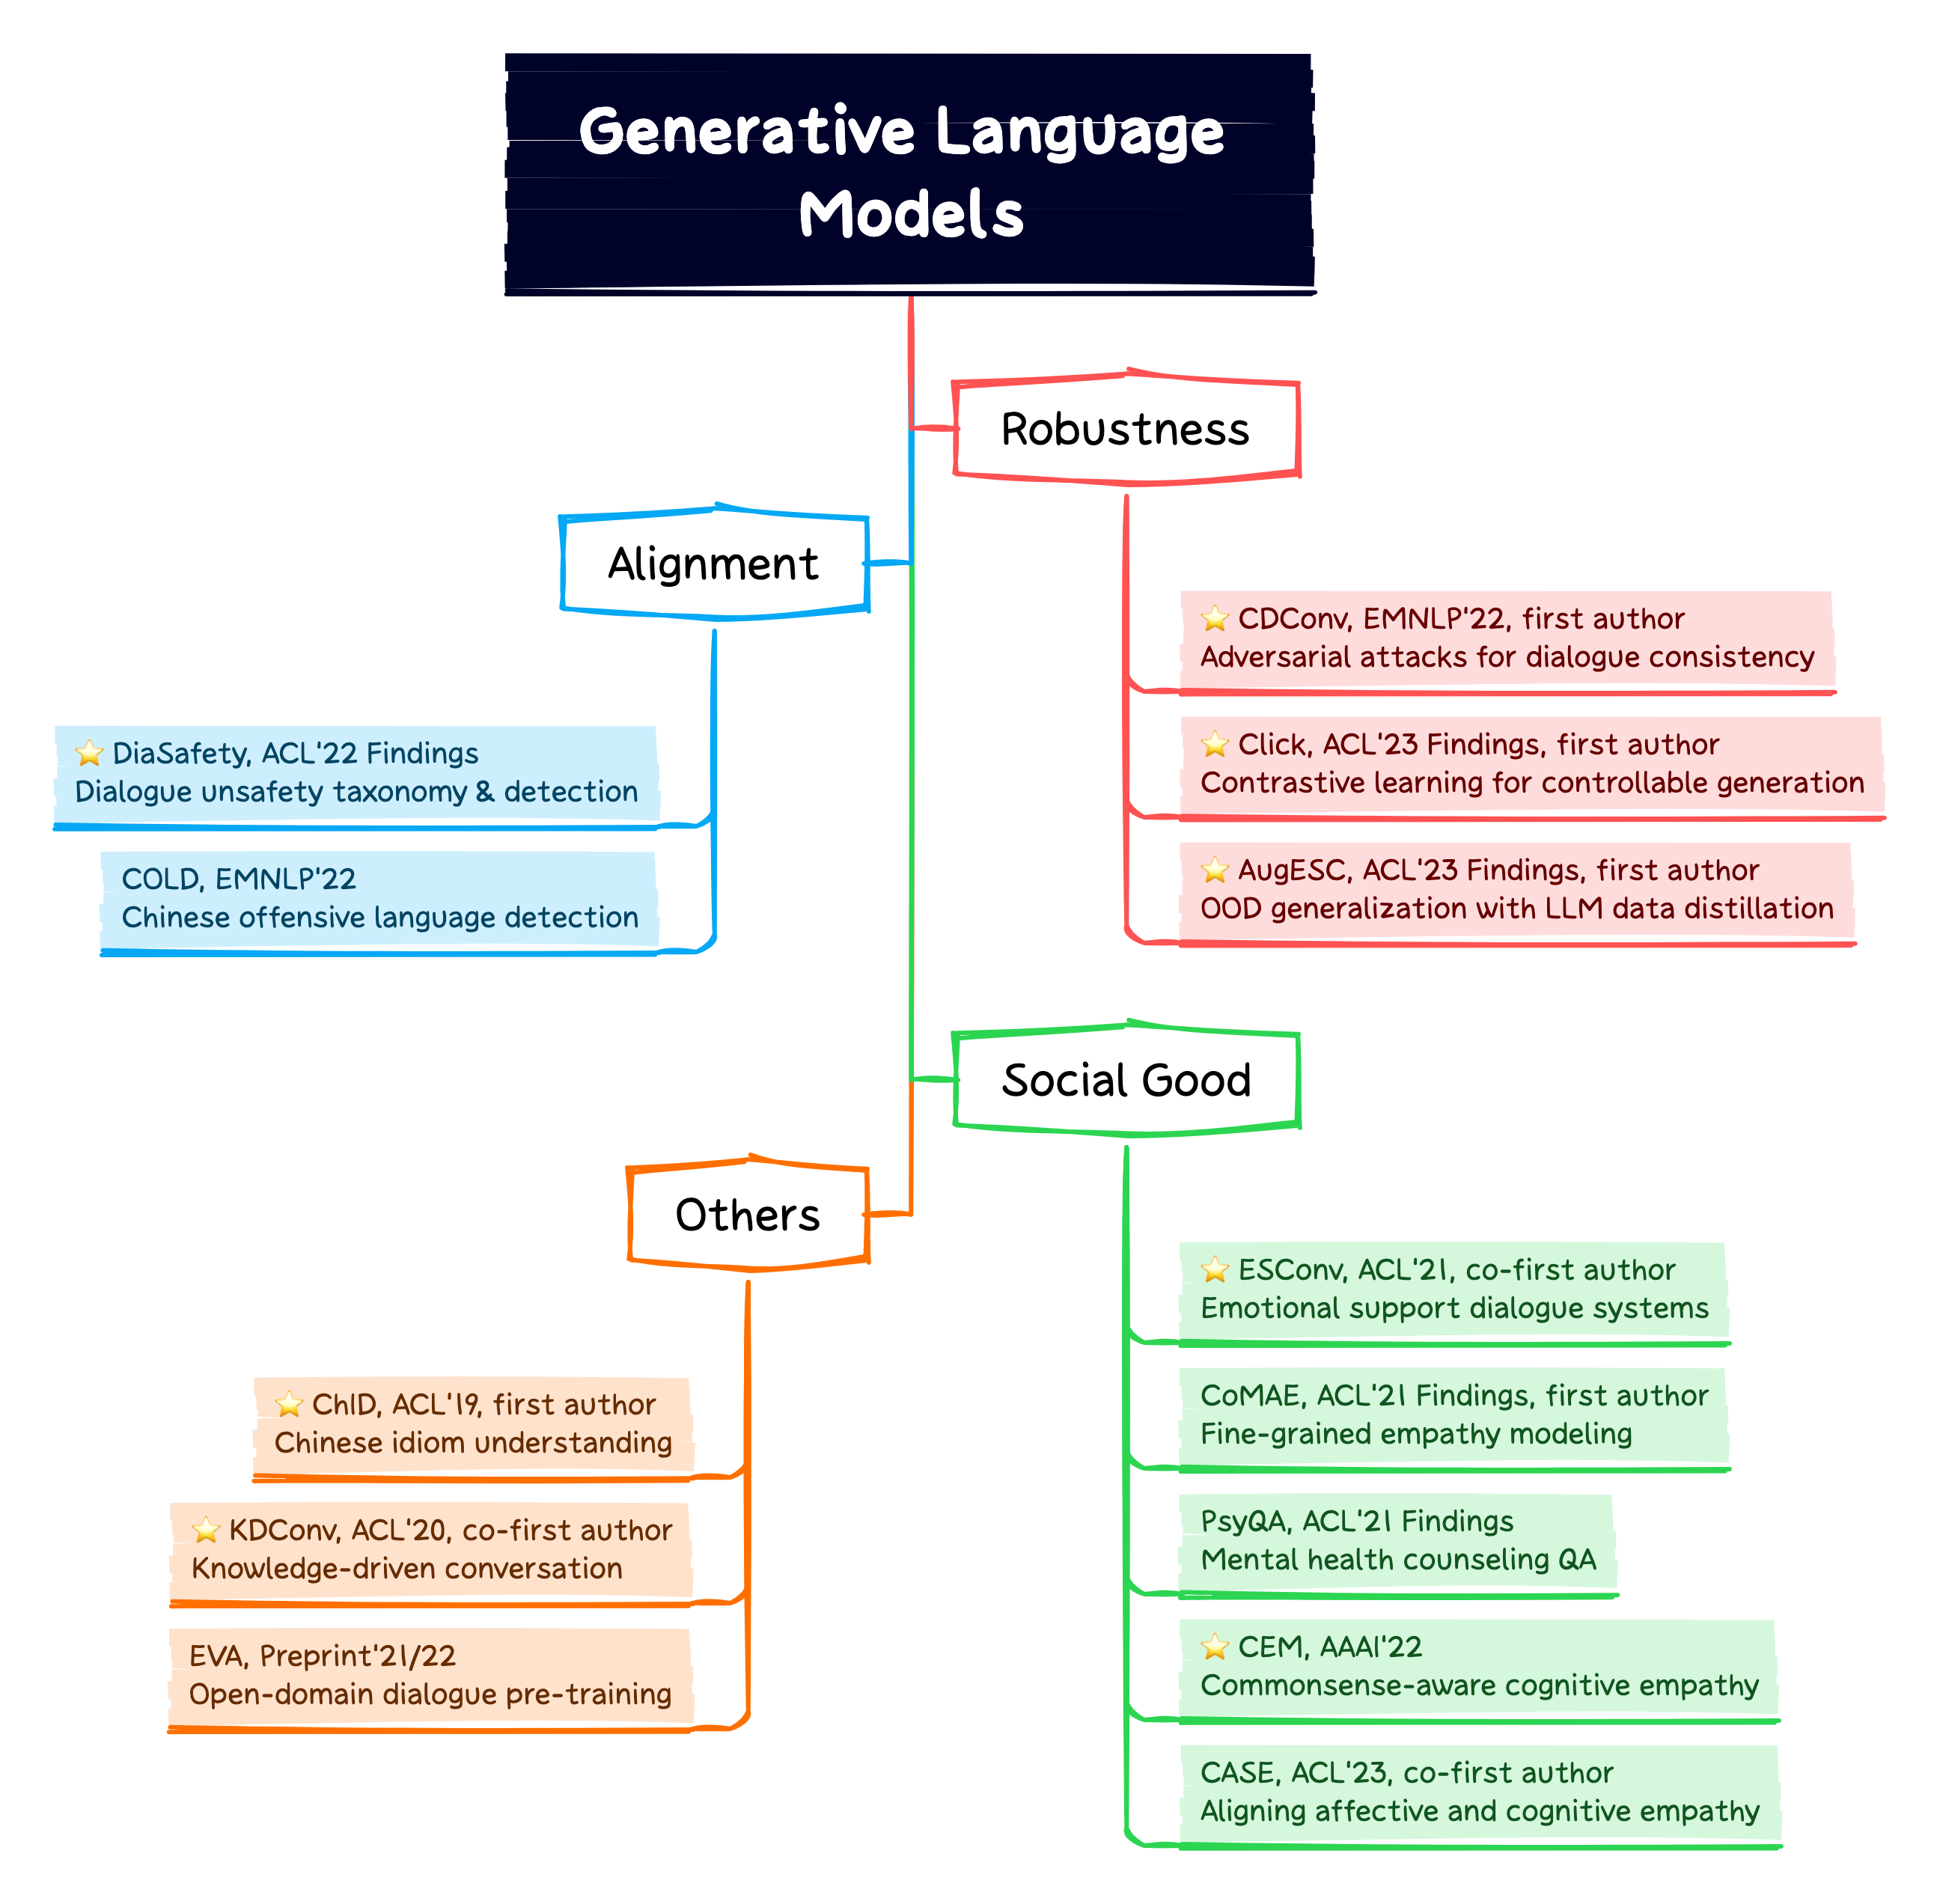 Generative Language
Models
Robustness
⭐ CDConv, EMNLP'22, first author
Adversarial attacks for dialogue consistency
⭐ Click, ACL'23 Findings, first author
Contrastive learning for controllable generation
⭐ AugESC, ACL'23 Findings, first author
OOD generalization with LLM data distillation
Alignment
⭐ DiaSafety, ACL'22 Findings
Dialogue unsafety taxonomy & detection
COLD, EMNLP'22
Chinese offensive language detection
Social Good
⭐ ESConv, ACL'21, co-first author
Emotional support dialogue systems
CoMAE, ACL'21 Findings, first author
Fine-grained empathy modeling
PsyQA, ACL'21 Findings
Mental health counseling QA
⭐ CEM, AAAI'22
Commonsense-aware cognitive empathy
CASE, ACL'23, co-first author
Aligning affective and cognitive empathy
Others
⭐ ChID, ACL'19, first author
Chinese idiom understanding
⭐ KDConv, ACL'20, co-first author
Knowledge-driven conversation
EVA, Preprint'21/22
Open-domain dialogue pre-training